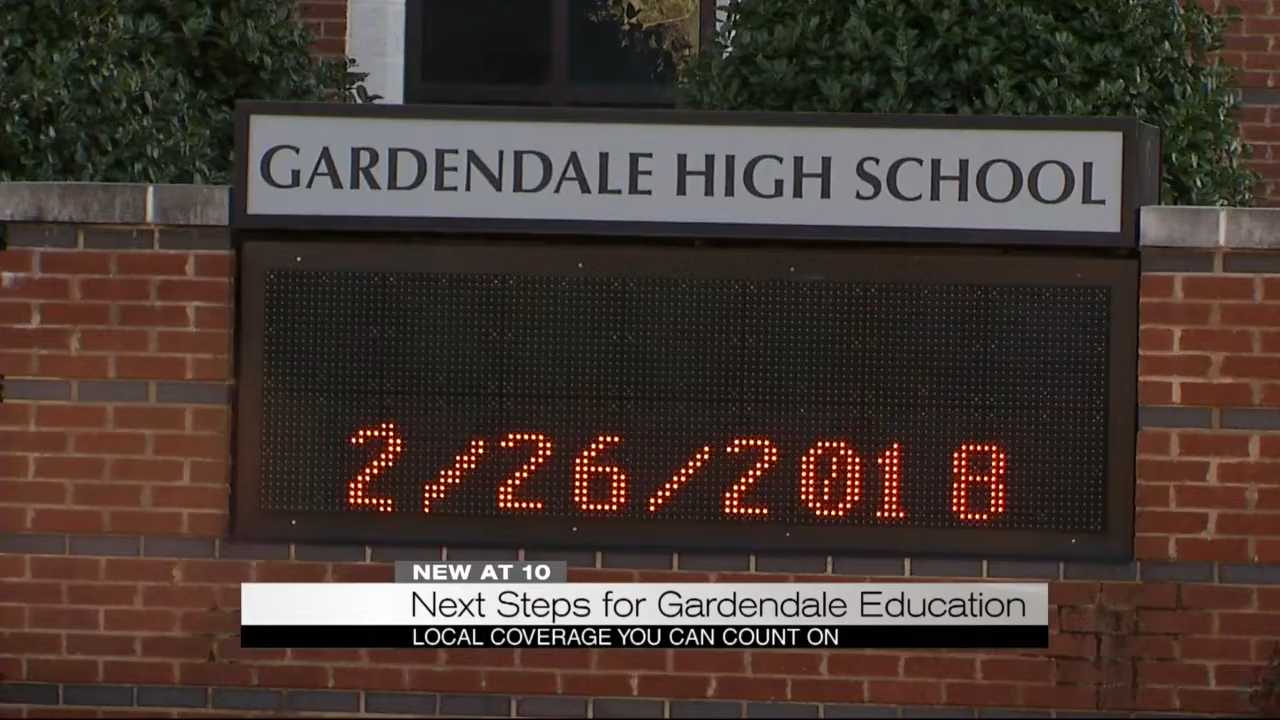 GARDENDALE HIGH SCHOOL
2/26/2018
NEW AT 10
Next Steps for Gardendale Education
LOCAL COVERAGE YOU CAN COUNT ON